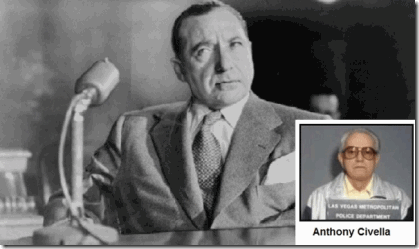 LAS VEGAS METROPOLITAN
POLICE DEPARTMENT
Anthony Civella